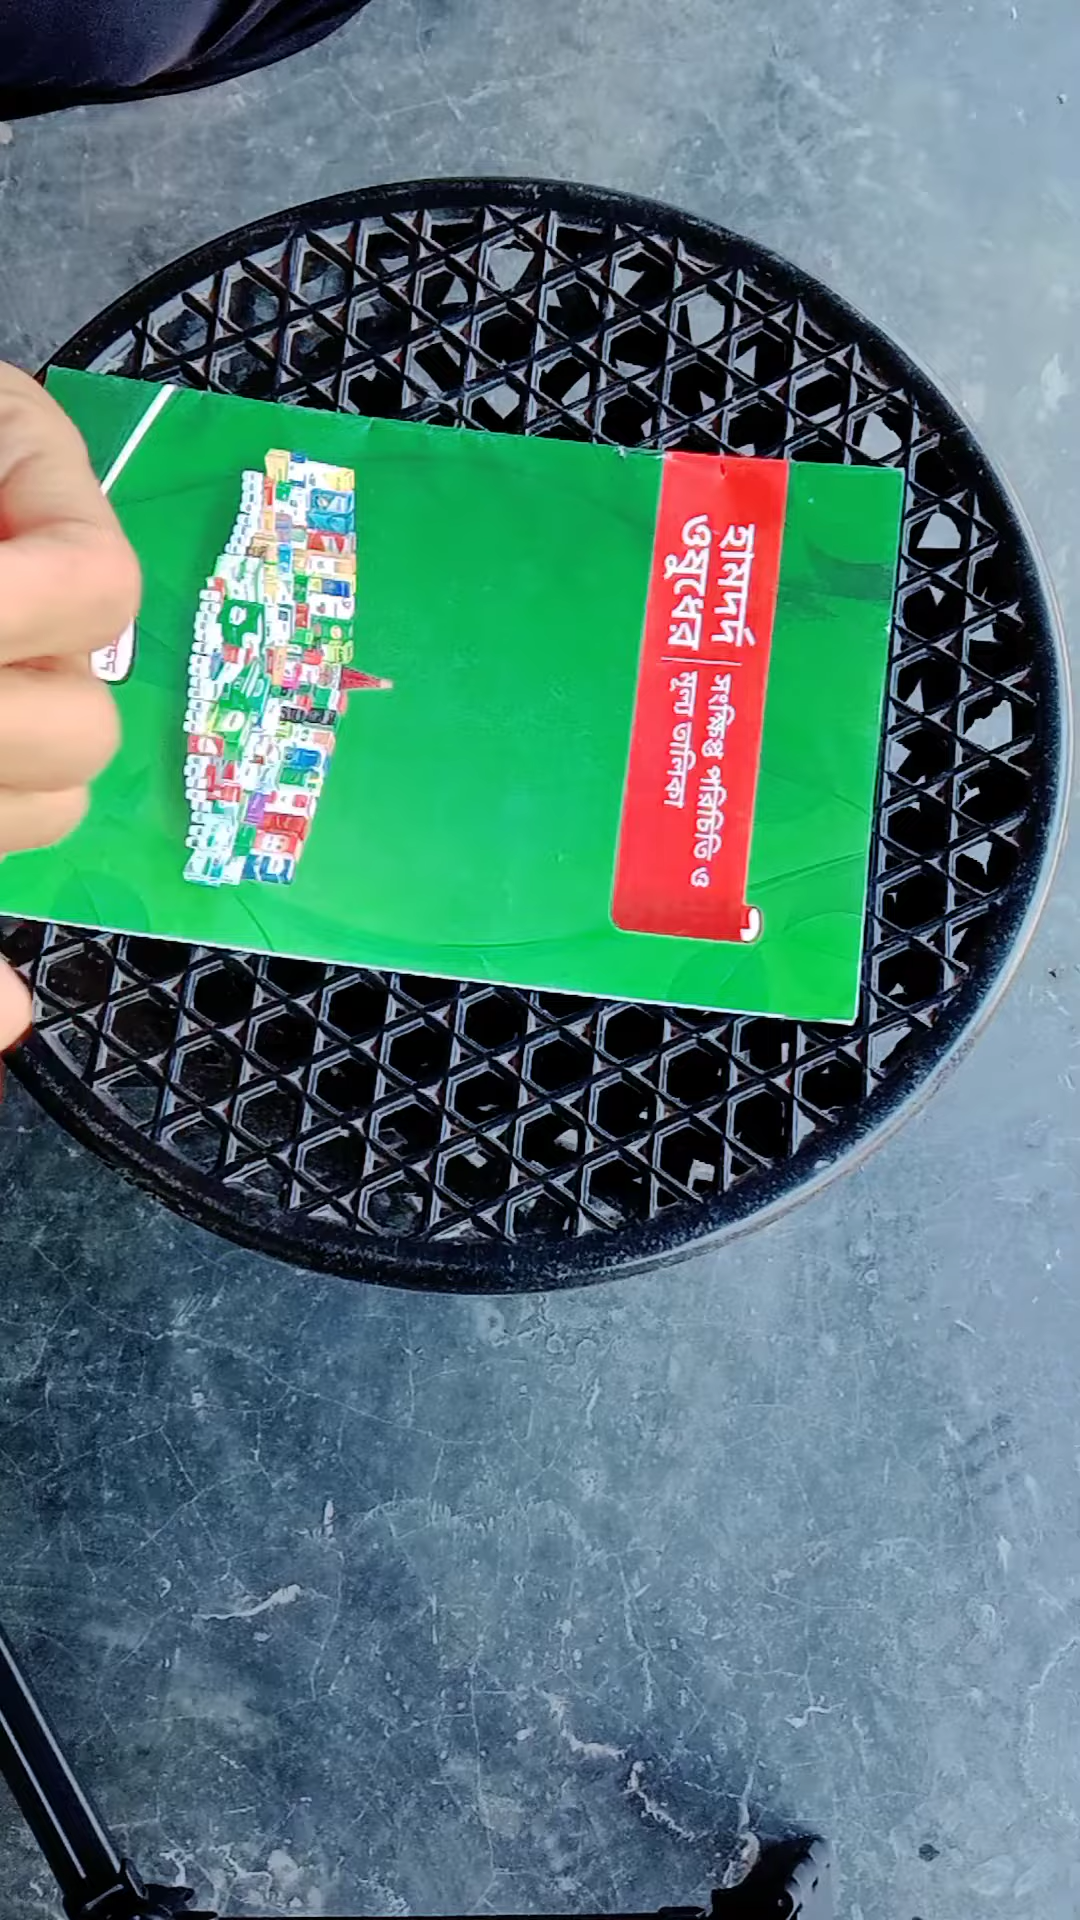 হামদর্দ | সংক্ষিপ্ত পরিচিতি ও
ওষুধের | মূল্য তালিকা